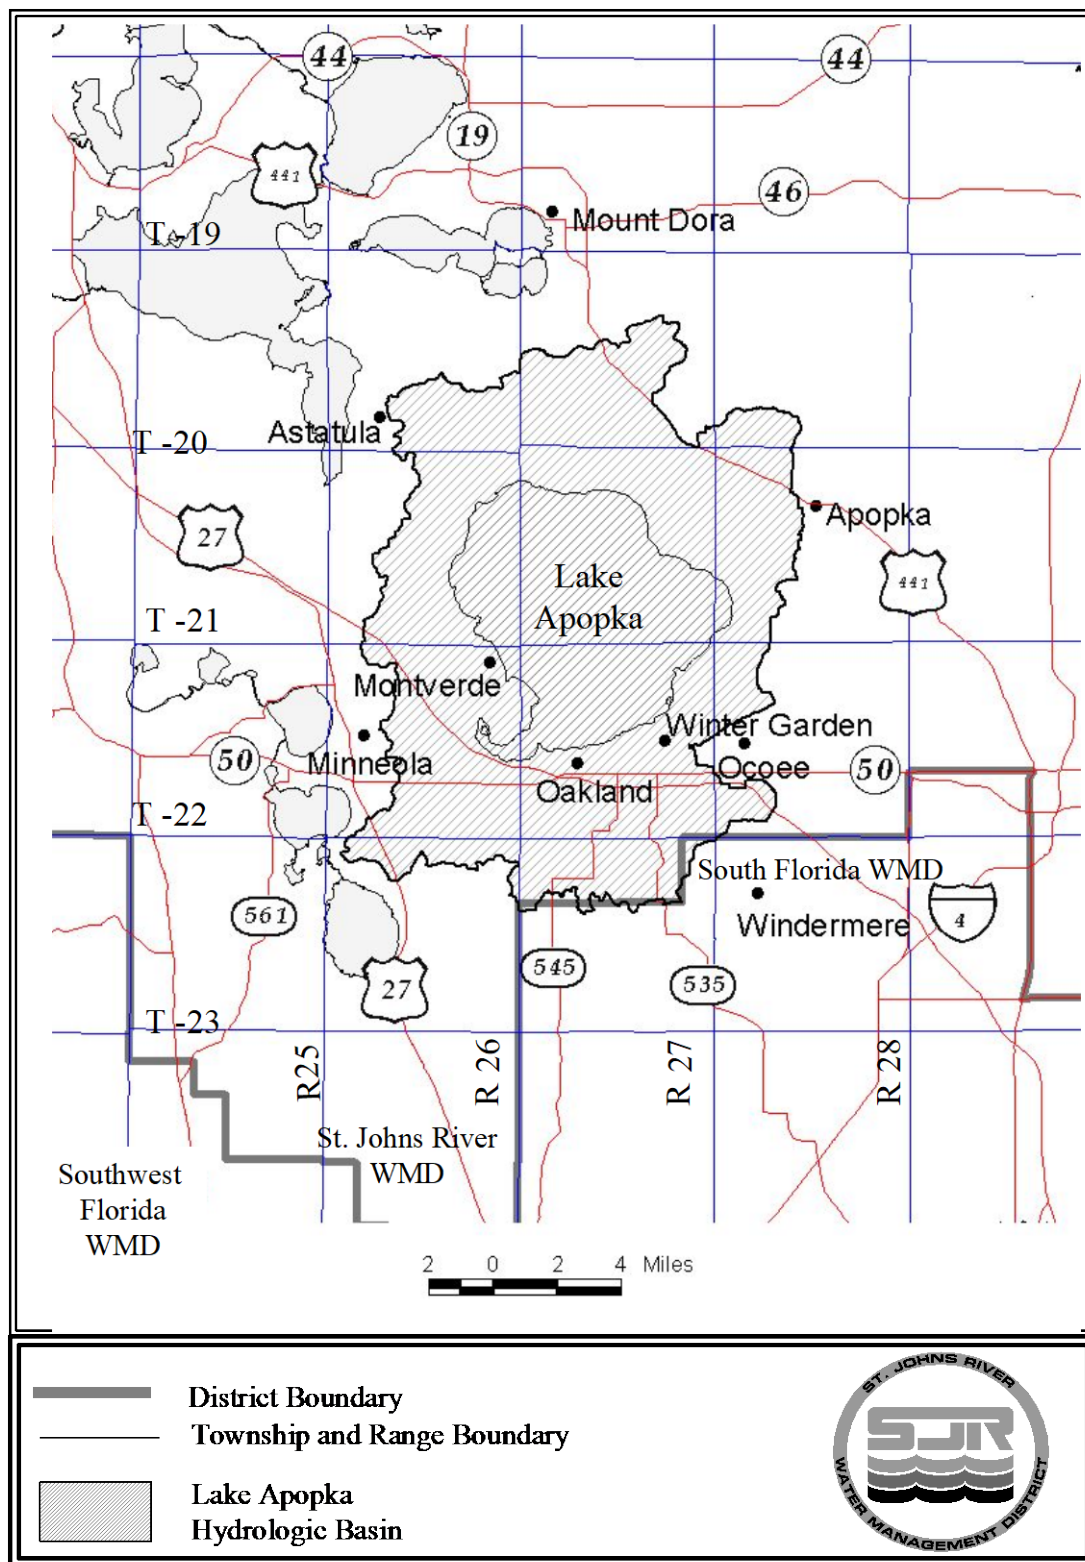 44
44
19
441
46
Mount Dora
T -19
Astatula
T -20
27
Apopka
Lake
Apopka
441
T -21
Montverde
Winter Garden
50
Minneola
Ocoee
50
Oakland
T -22
South Florida WMD
561
Windermere
4
545
535
27
T -23
R25
R 26
R 27
R 28
St. Johns River
WMD
Southwest
Florida
WMD
2 0 2 4 Miles
District Boundary
Township and Range Boundary
Lake Apopka
Hydrologic Basin
ST. JOHNS RIVER
SJR
WATER MANAGEMENT DISTRICT